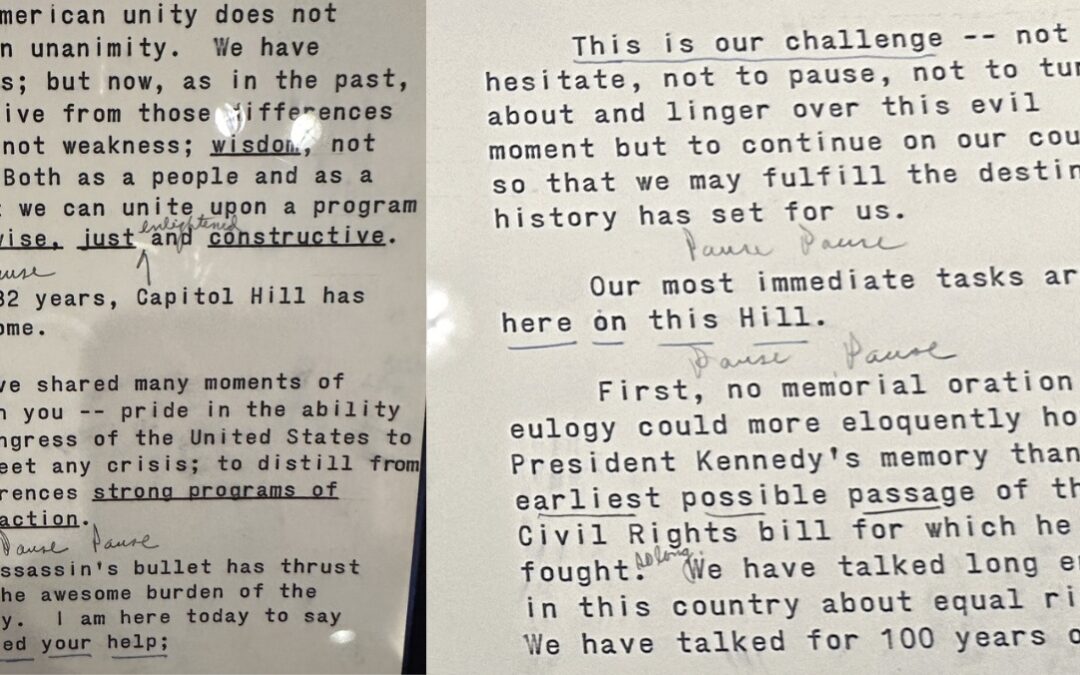 merican unity does not
n unanimity. We have
s; but now, as in the past,
ive from those differences
not weakness; wisdom, not
Both as a people and as a
we can unite upon a program
enlightened
wise, just and constructive.
ause
32 years, Capitol Hill has
ome.
ve shared many moments of
n you -- pride in the ability
ngress of the United States to
eet any crisis; to distill from
rences strong programs of
action.
Pause Pause
ssassin's bullet has thrust
he awesome burden of the
y. I am here today to say
ed your help;
This is our challenge -- not
hesitate, not to pause, not to tur
about and linger over this evil
moment but to continue on our cou
so that we may fulfill the destin
history has set for us.
Pause Pause
Our most immediate tasks ar
here on this Hill.
Pause Pause
First, no memorial oration
eulogy could more eloquently ho
President Kennedy's memory than
earliest possible passage of th
Civil Rights bill for which he
so long
fought. We have talked long e
in this country about equal ri
We have talked for 100 years o